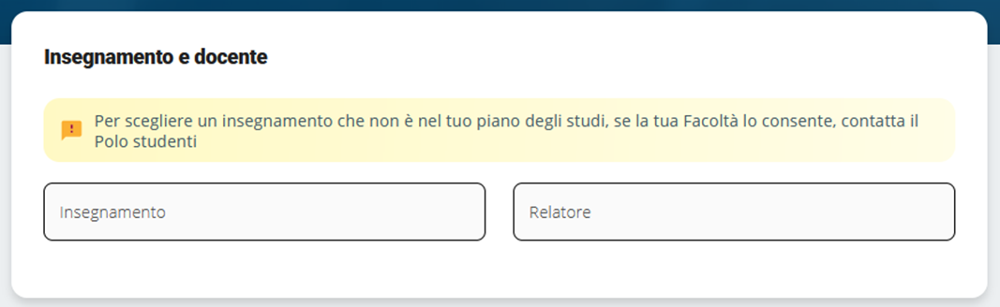 Insegnamento e docente
Per scegliere un insegnamento che non è nel tuo piano degli studi, se la tua Facoltà lo consente, contatta il
Polo studenti
Insegnamento
Relatore